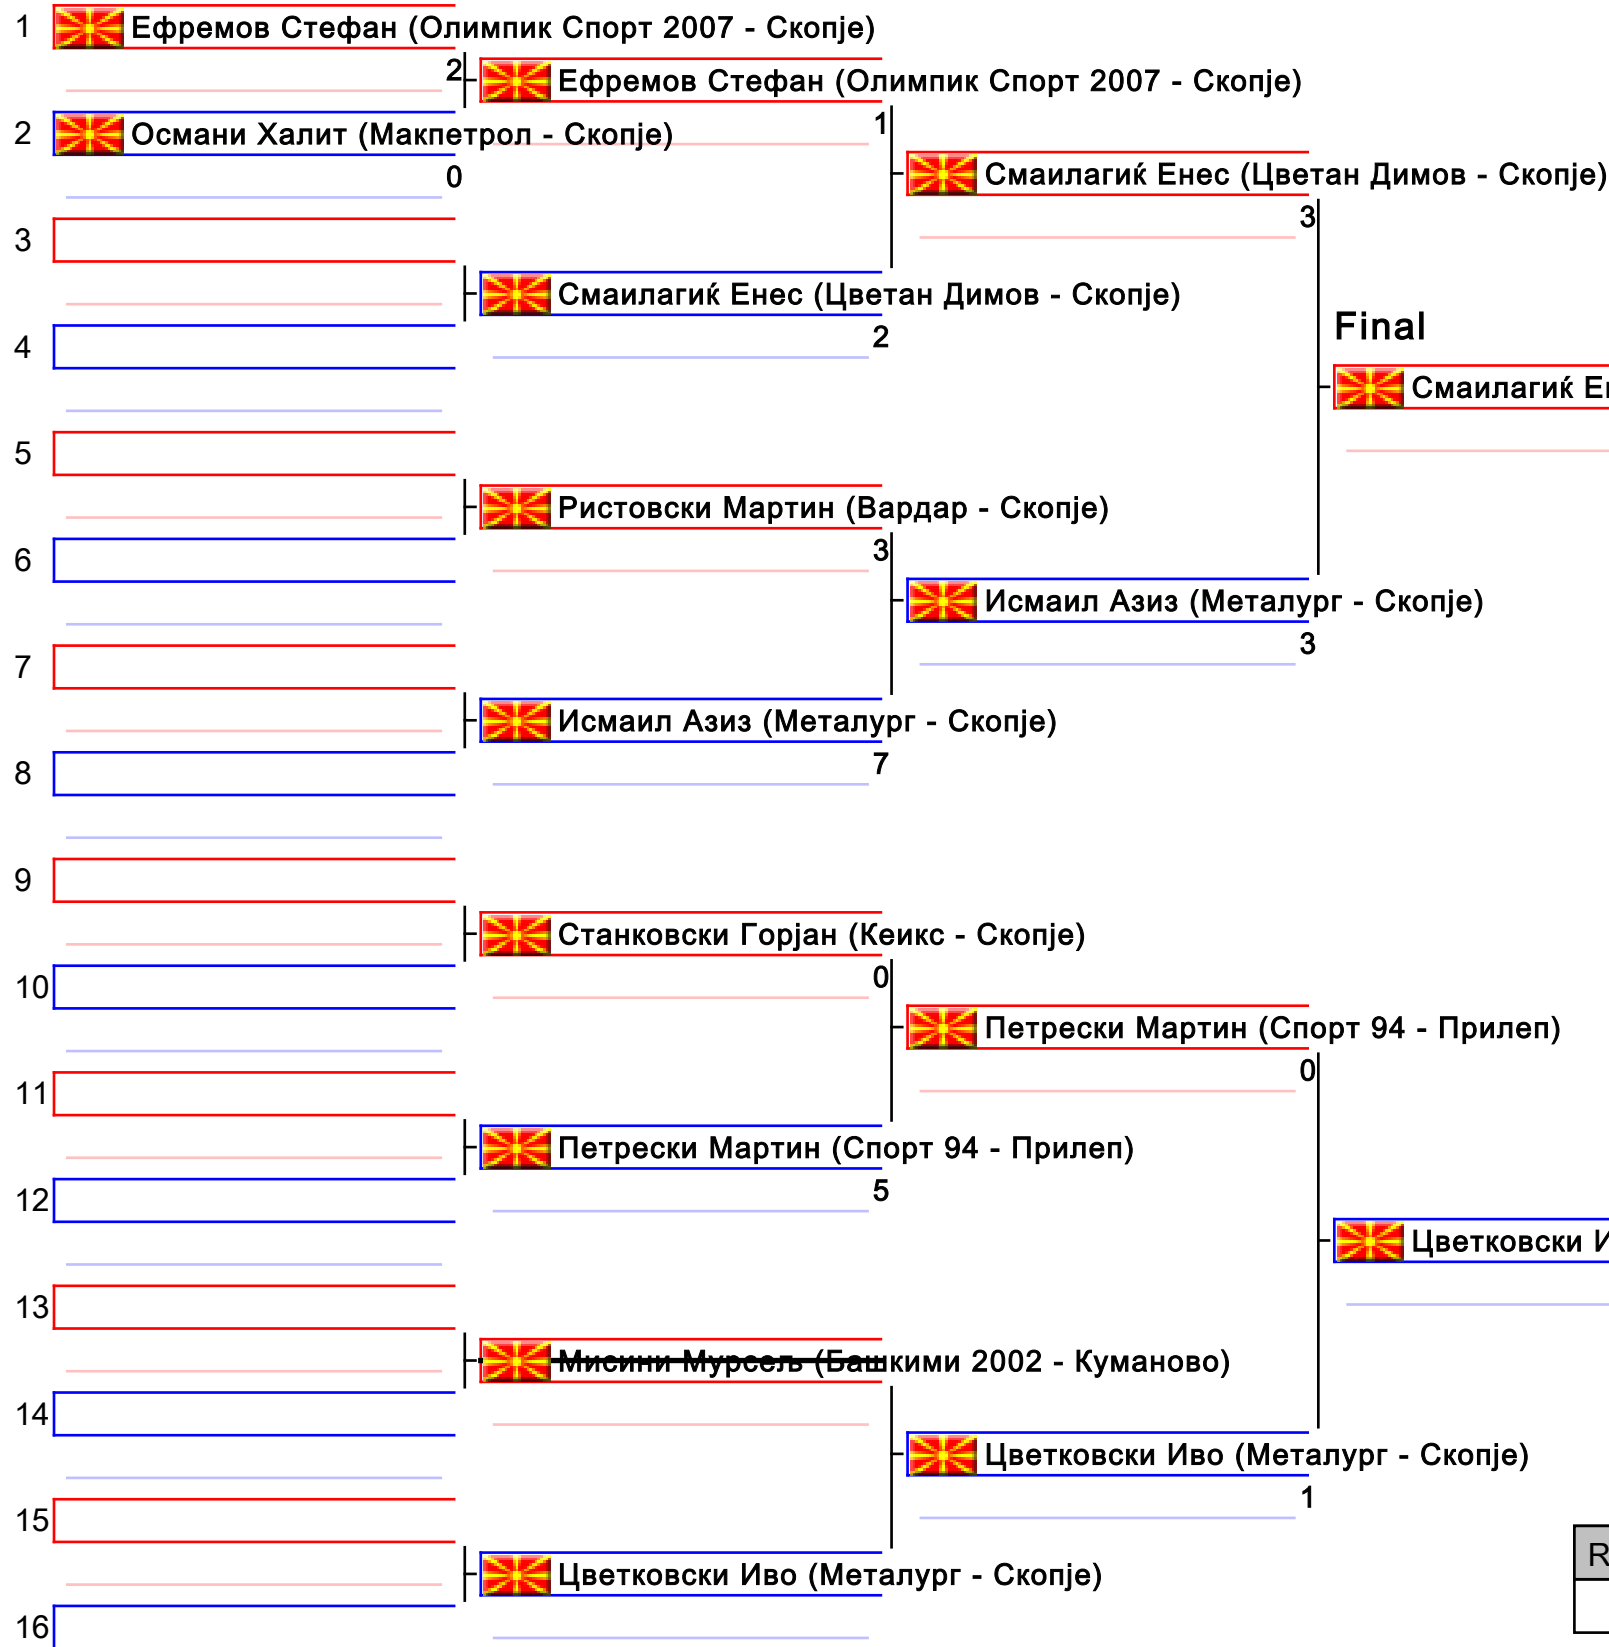 1 Ефремов Стефан (Олимпик Спорт 2007 - Скопје)
2
Ефремов Стефан (Олимпик Спорт 2007 - Скопје)
1
2 Османи Халит (Макпетрол - Скопје)
0
Смаилагиќ Енес (Цветан Димов - Скопје)
3
3
Смаилагиќ Енес (Цветан Димов - Скопје)
2
4
Final
Смаилагиќ
5
Ристовски Мартин (Вардар - Скопје)
3
6
Исмаил Азиз (Металург - Скопје)
3
7
Исмаил Азиз (Металург - Скопје)
7
8
9
Станковски Горјан (Кеикс - Скопје)
0
10
Петрески Мартин (Спорт 94 - Прилеп)
0
11
Петрески Мартин (Спорт 94 - Прилеп)
5
12
Цветковски
13
Мисини Мурсељ (Башкими 2002 - Куманово)
14
Цветковски Иво (Металург - Скопје)
1
15
Цветковски Иво (Металург - Скопје)
16